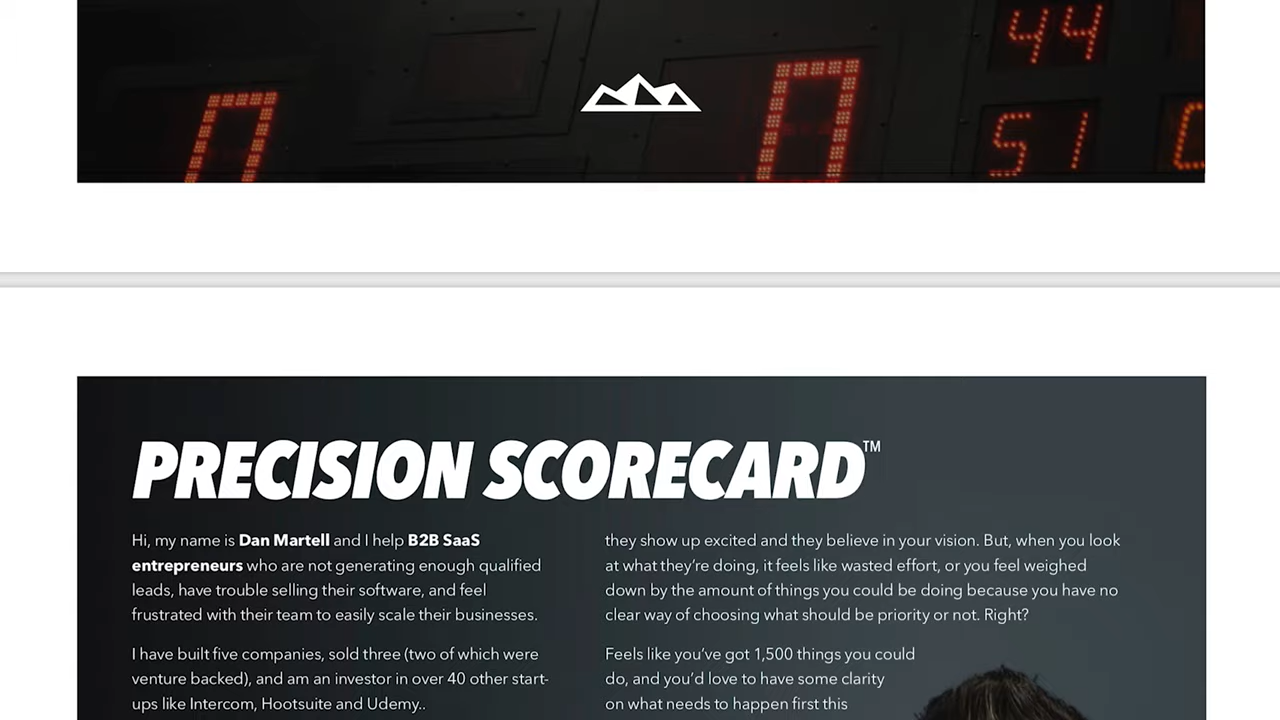 44
0
0
51
PRECISION SCORECARD™
Hi, my name is Dan Martell and I help B2B SaaS
entrepreneurs who are not generating enough qualified
leads, have trouble selling their software, and feel
frustrated with their team to easily scale their businesses.
I have built five companies, sold three (two of which were
venture backed), and am an investor in over 40 other start-
ups like Intercom, Hootsuite and Udemy..
they show up excited and they believe in your vision. But, when you look
at what they're doing, it feels like wasted effort, or you feel weighed
down by the amount of things you could be doing because you have no
clear way of choosing what should be priority or not. Right?
Feels like you've got 1,500 things you could
do, and you'd love to have some clarity
on what needs to happen first this